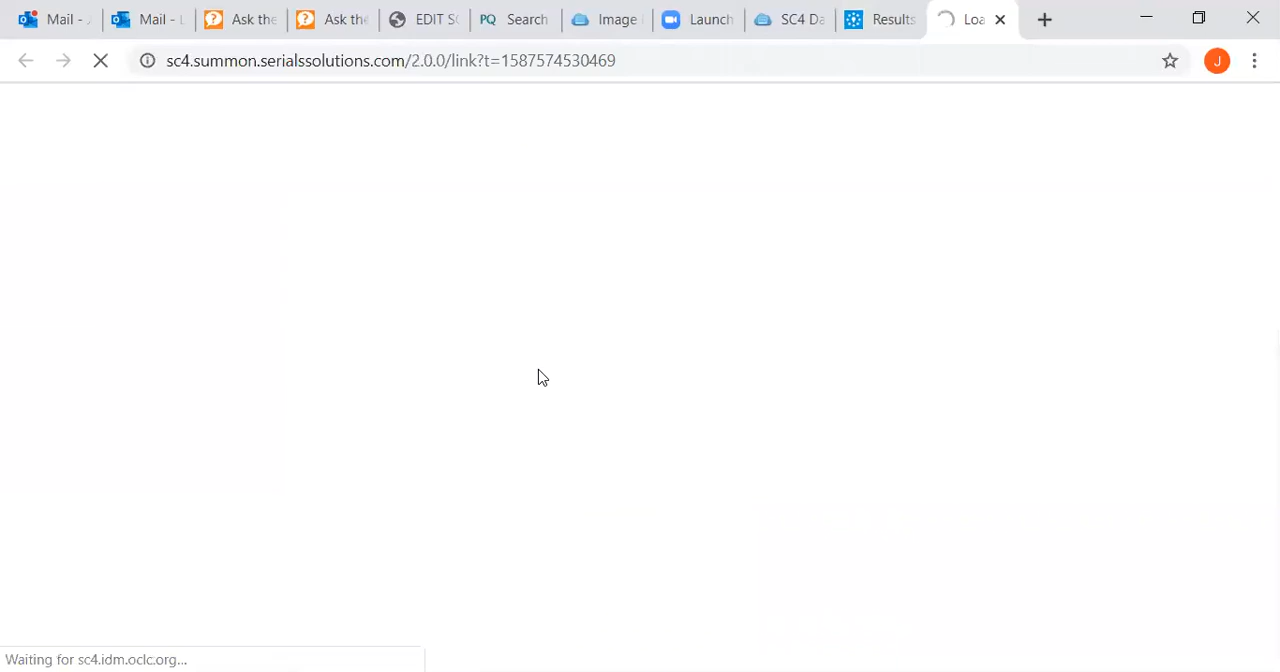 Mail - Mail - Ask the Ask the EDIT SC PQ Search Image Launch SC4 Da Results Loa
sc4.summon.serialssolutions.com/2.0.0/link?t=1587574530469 J
Waiting for sc4.idm.oclc.org...